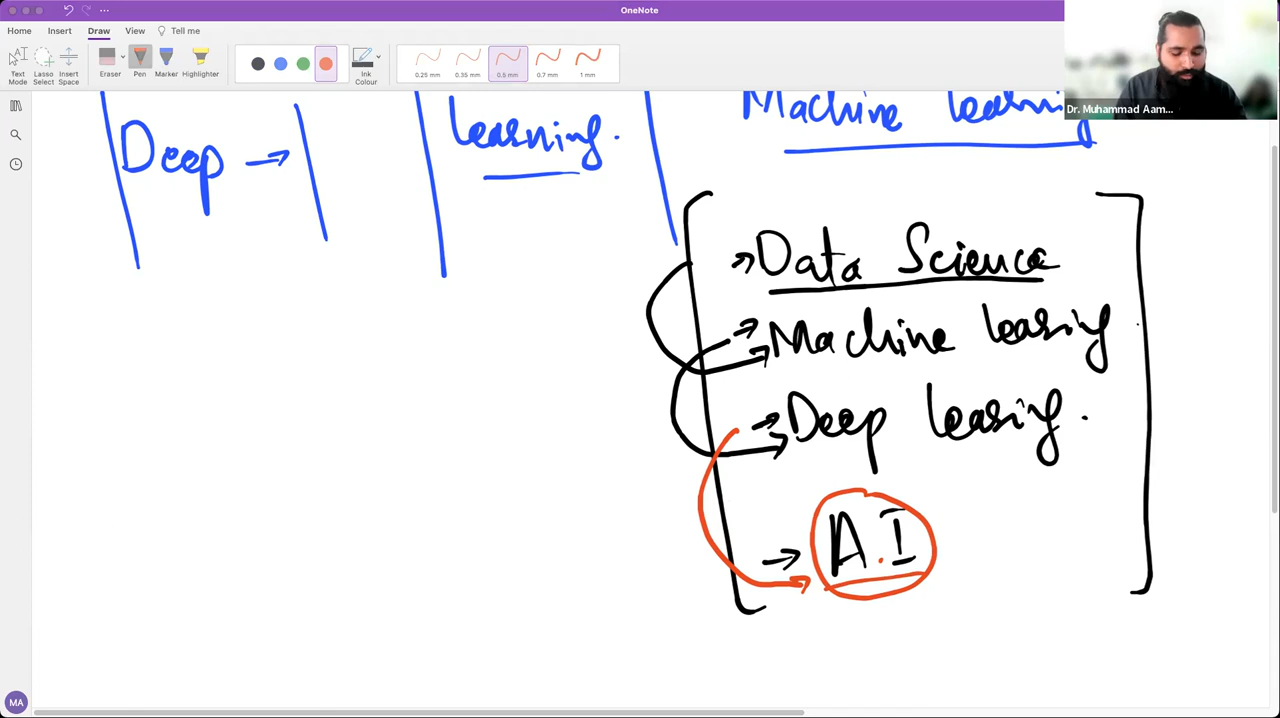 OneNote
Home Insert Draw View Tell me
Text Mode Lasso Select Insert Space Eraser Pen Marker Highlighter 0.25 mm 0.35 mm 0.5 mm 0.7 mm 1 mm Ink Colour
Dr. Muhammad Aam...
Machine learning
Deep → learning.
→ Data Science
→ Machine learing
→ Deep learing.
→ A.I
MA